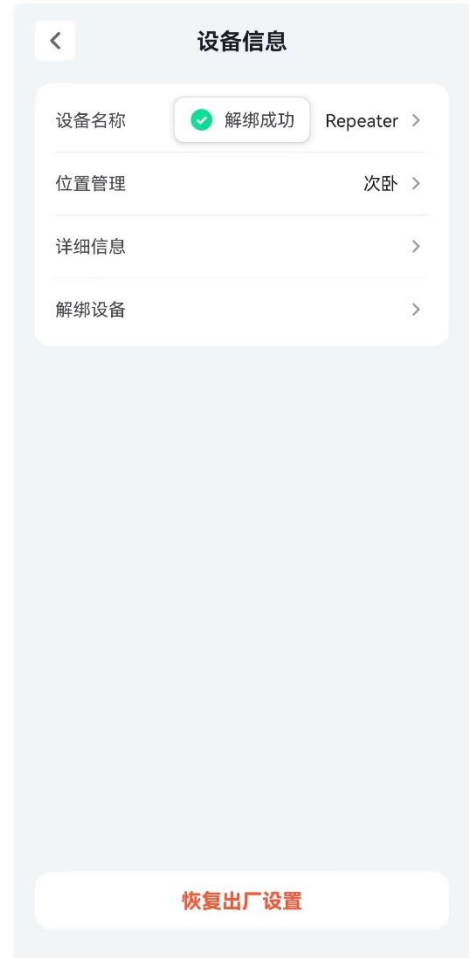 设备信息
设备名称 解绑成功 Repeater
位置管理 次卧
详细信息
解绑设备
恢复出厂设置